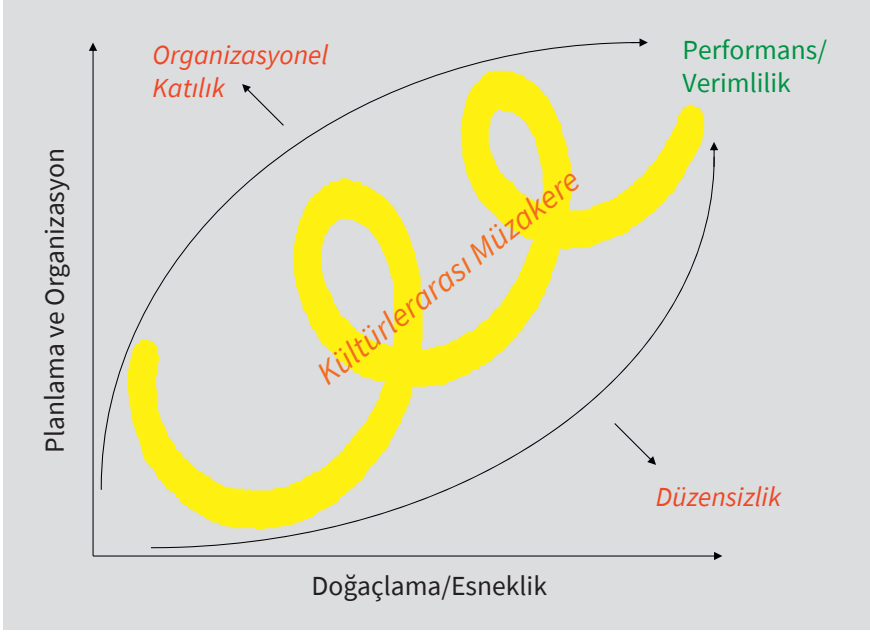 Organizasyonel
Katılık
Performans/
Verimlilik
Planlama ve Organizasyon
Kültürlerarası Müzakere
Düzensizlik
Doğaçlama/Esneklik